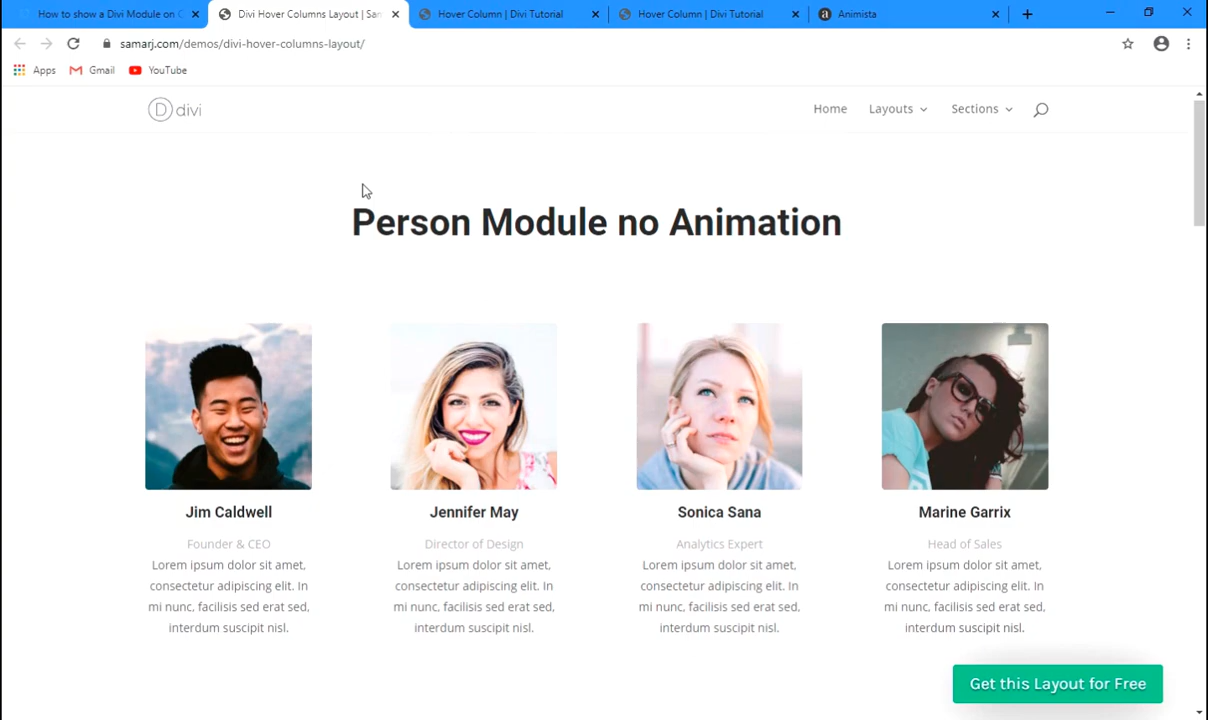 How to show a Divi Module on C
Divi Hover Columns Layout | Sam
Hover Column | Divi Tutorial
Hover Column | Divi Tutorial
a Animista
samarj.com/demos/divi-hover-columns-layout/
Apps Gmail YouTube
D divi
Home Layouts Sections
Person Module no Animation
Jim Caldwell
Founder & CEO
Lorem ipsum dolor sit amet,
consectetur adipiscing elit. In
mi nunc, facilisis sed erat sed,
interdum suscipit nisl.
Jennifer May
Director of Design
Lorem ipsum dolor sit amet,
consectetur adipiscing elit. In
mi nunc, facilisis sed erat sed,
interdum suscipit nisl.
Sonica Sana
Analytics Expert
Lorem ipsum dolor sit amet,
consectetur adipiscing elit. In
mi nunc, facilisis sed erat sed,
interdum suscipit nisl.
Marine Garrix
Head of Sales
Lorem ipsum dolor sit amet,
consectetur adipiscing elit. In
mi nunc, facilisis sed erat sed,
interdum suscipit nisl.
Get this Layout for Free